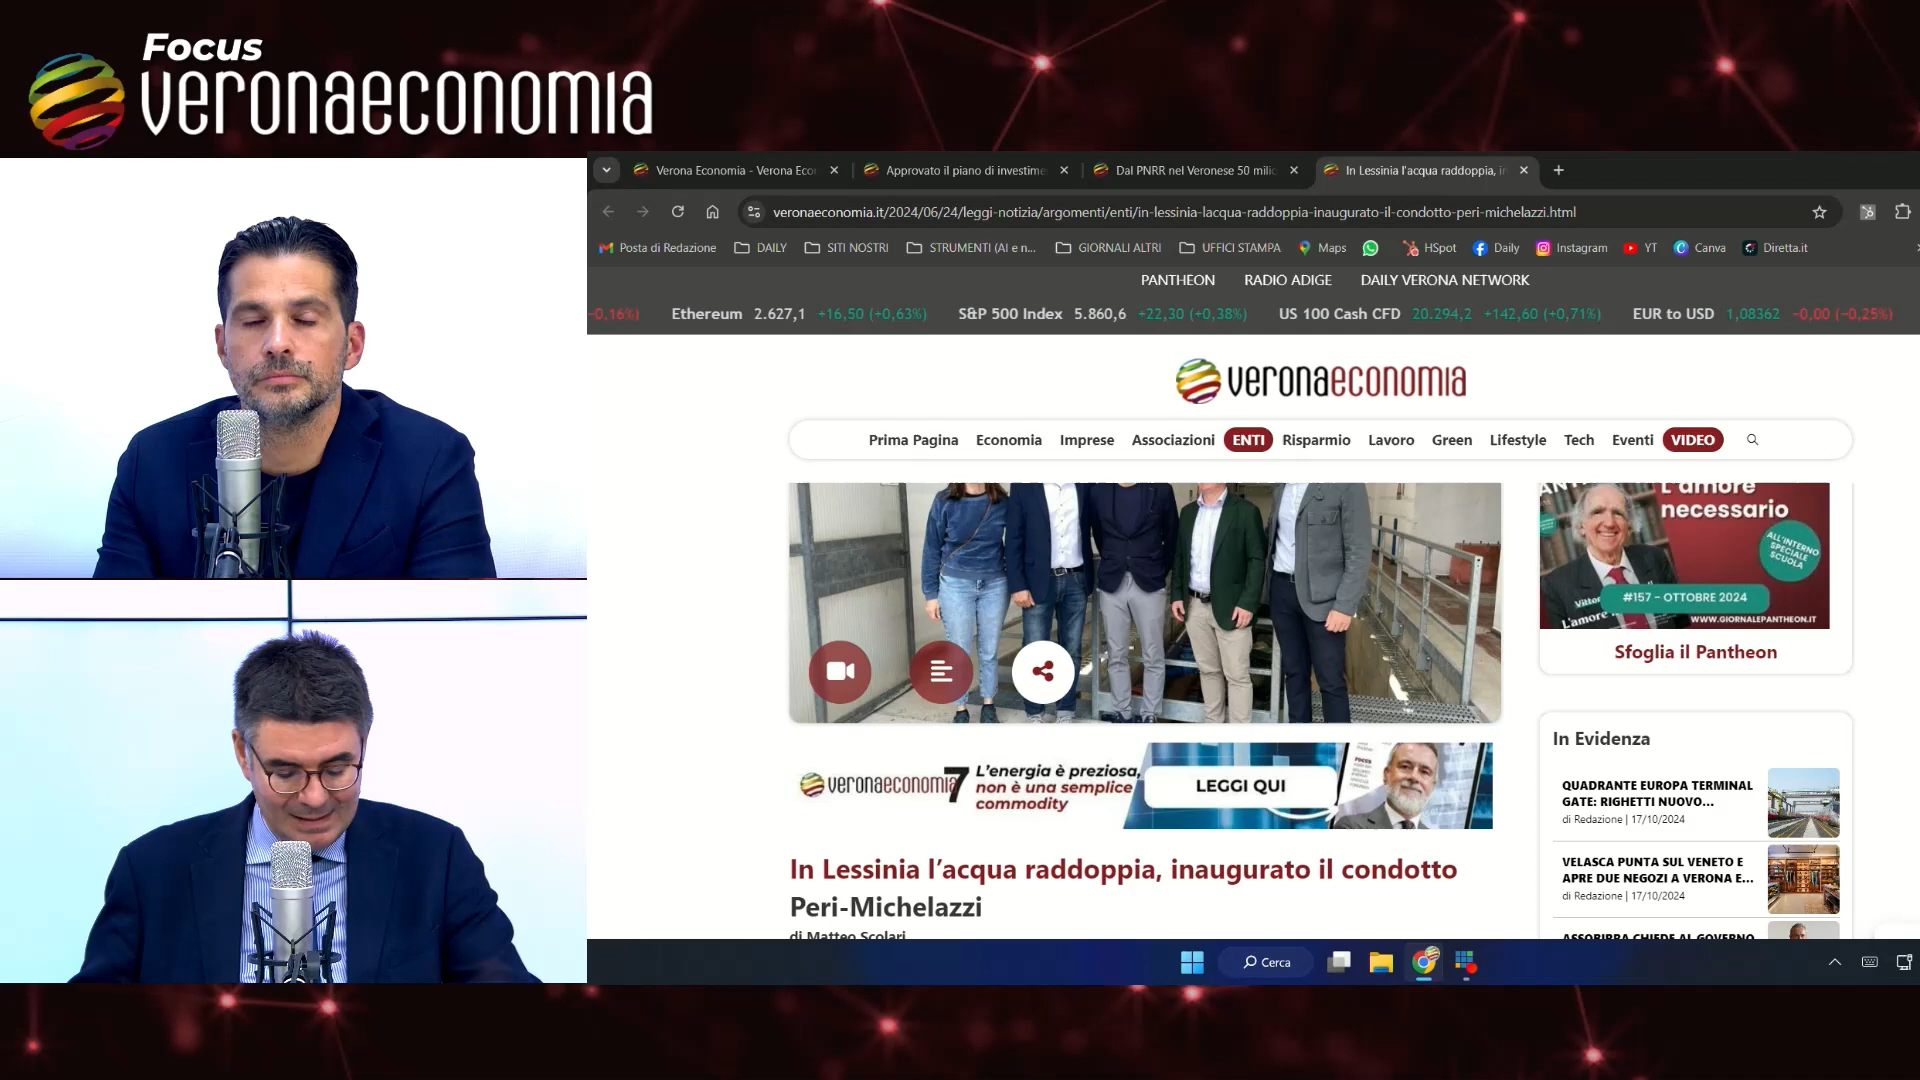 Focus
veronaeconomia
Verona Economia - Verona Eco
Approvato il piano di investime
Dal PNRR nel Veronese 50 milio
In Lessinia l'acqua raddoppia, in
veronaeconomia.it/2024/06/24/leggi-notizia/argomenti/enti/in-lessinia-lacqua-raddoppia-inaugurato-il-condotto-peri-michelazzi.html
Posta di Redazione DAILY SITI NOSTRI STRUMENTI (AI e n... GIORNALI ALTRI UFFICI STAMPA Maps HSpot Daily Instagram YT Canva Diretta.it
PANTHEON RADIO ADIGE DAILY VERONA NETWORK
-0,16%) Ethereum 2.627,1 +16,50 (+0,63%) S&P 500 Index 5.860,6 +22,30 (+0,38%) US 100 Cash CFD 20.294,2 +142,60 (+0,71%) EUR to USD 1,08362 -0,00 (-0,25%)
veronaeconomia
Prima Pagina Economia Imprese Associazioni ENTI Risparmio Lavoro Green Lifestyle Tech Eventi VIDEO
L'amore
necessario
ALL'INTERNO
SPECIALE
SCUOLA
#157 - OTTOBRE 2024
L'amore
WWW.GIORNALEPANTHEON.IT
Sfoglia il Pantheon
veronaeconomia 7
L'energia è preziosa,
non è una semplice
commodity
LEGGI QUI
In Evidenza
QUADRANTE EUROPA TERMINAL
GATE: RIGHETTI NUOVO...
di Redazione | 17/10/2024
VELASCA PUNTA SUL VENETO E
APRE DUE NEGOZI A VERONA E...
di Redazione | 17/10/2024
ASSOBIRRA CHIEDE AL GOVERNO
In Lessinia l’acqua raddoppia, inaugurato il condotto
Peri-Michelazzi
di Matteo Scolari
Cerca